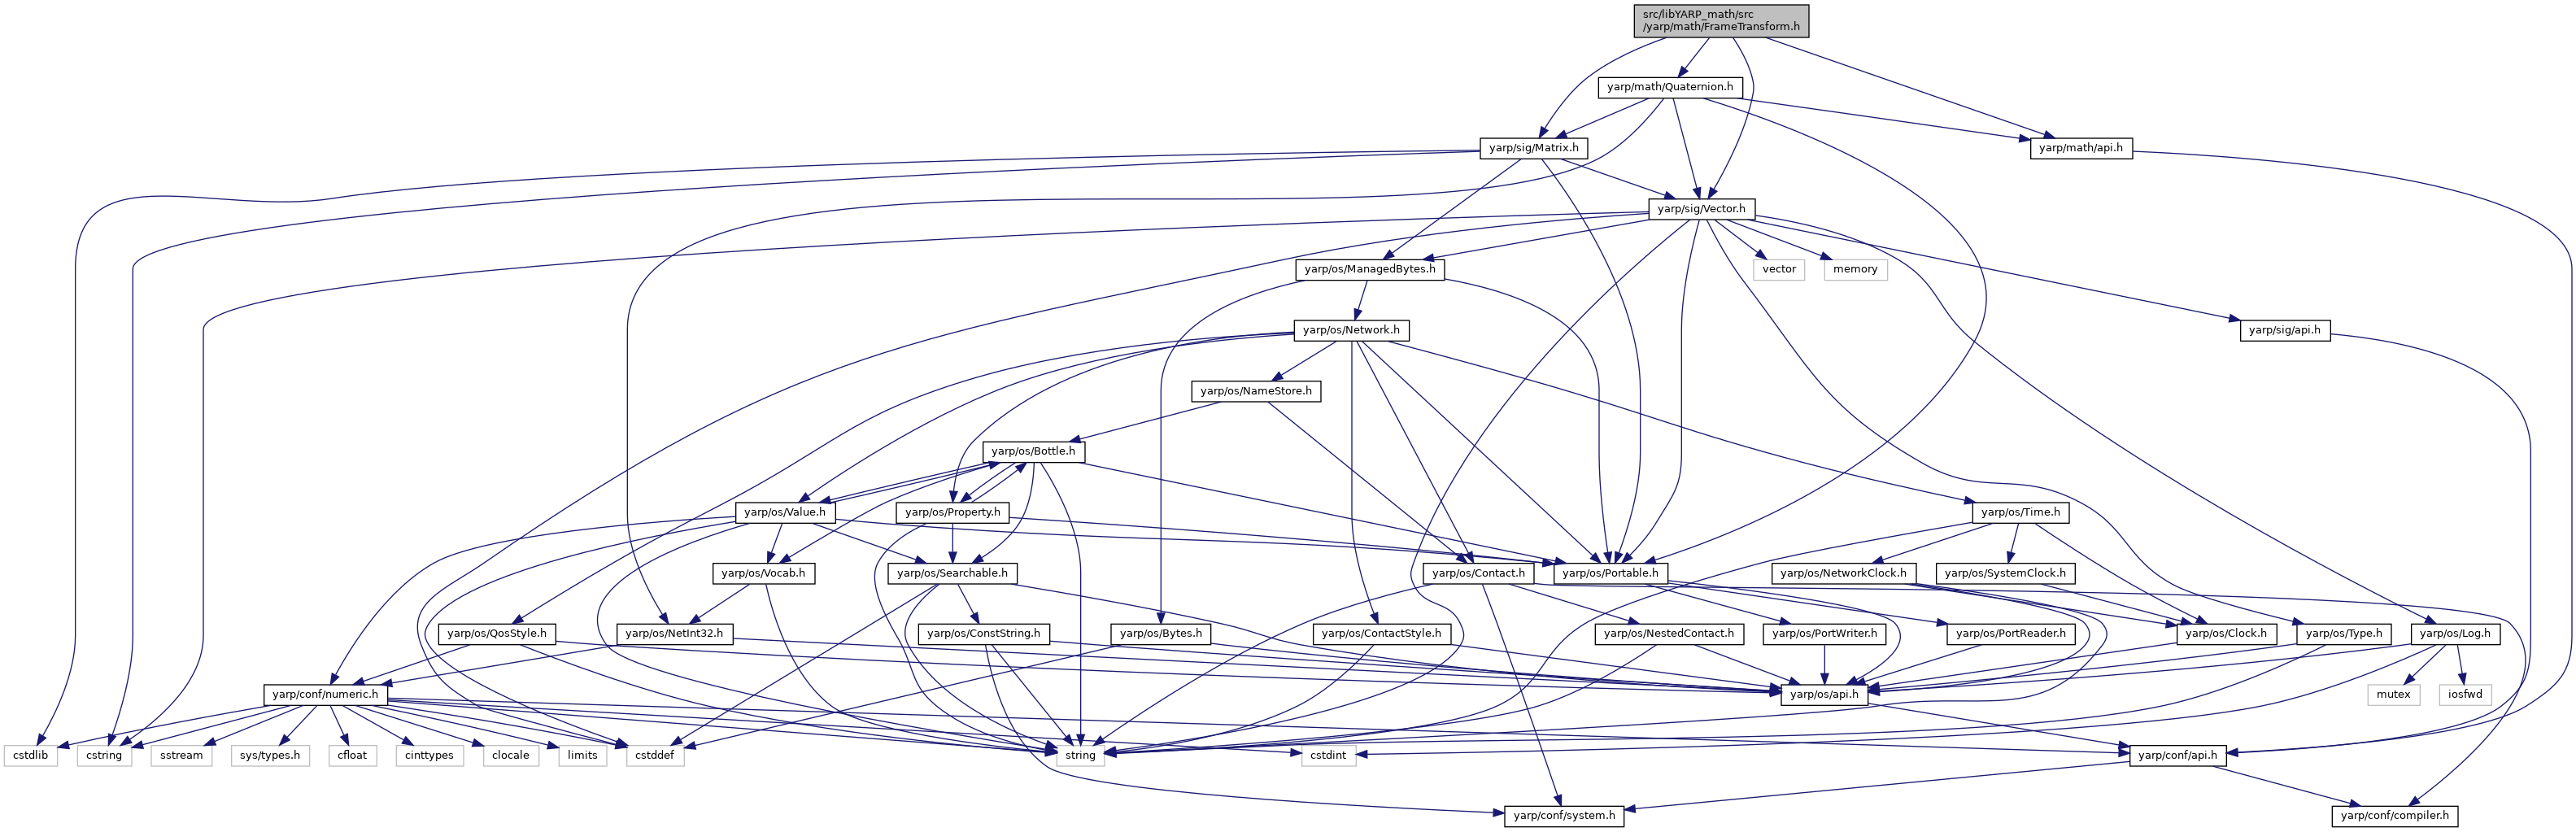 src/libYARP_math/src
/yarp/math/FrameTransform.h
yarp/math/Quaternion.h
yarp/sig/Matrix.h
yarp/math/api.h
yarp/sig/Vector.h
yarp/os/ManagedBytes.h
vector
memory
yarp/os/Network.h
yarp/sig/api.h
yarp/os/NameStore.h
yarp/os/Bottle.h
yarp/os/Value.h
yarp/os/Property.h
yarp/os/Time.h
yarp/os/Vocab.h
yarp/os/Searchable.h
yarp/os/Contact.h
yarp/os/Portable.h
yarp/os/NetworkClock.h
yarp/os/SystemClock.h
yarp/os/QosStyle.h
yarp/os/NetInt32.h
yarp/os/ConstString.h
yarp/os/Bytes.h
yarp/os/ContactStyle.h
yarp/os/NestedContact.h
yarp/os/PortWriter.h
yarp/os/PortReader.h
yarp/os/Clock.h
yarp/os/Type.h
yarp/os/Log.h
yarp/conf/numeric.h
yarp/os/api.h
mutex
iosfwd
cstdlib
cstring
sstream
sys/types.h
cfloat
cinttypes
clocale
limits
cstddef
string
cstdint
yarp/conf/api.h
yarp/conf/system.h
yarp/conf/compiler.h